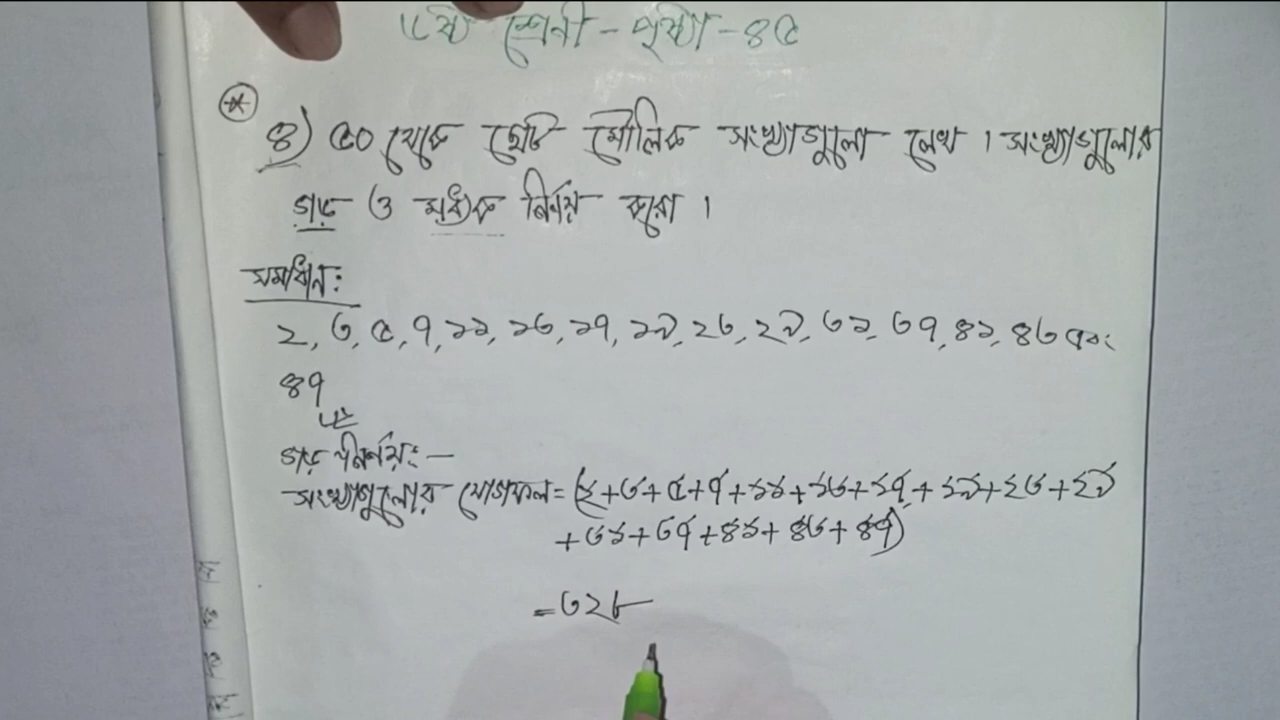 ৬ষ্ঠ শ্রেনী - পৃষ্ঠা - ৪৫
৪) ৫০ থেকে ছোট মৌলিক সংখ্যাগুলো লেখ । সংখ্যাগুলোর
গড় ও মধ্যক নির্ণয় করো ।
সমাধান:
২, ৩, ৫, ৭, ১১, ১৩, ১৭, ১৯, ২৩, ২৯, ৩১, ৩৭, ৪১, ৪৩ এবং
৪৭
গড় নির্ণয়: —
সংখ্যাগুলোর যোগফল = (২+৩+৫+৭+১১+১৩+১৭+১৯+২৩+২৯
+৩১+৩৭+৪১+৪৩+৪৭)
= ৩২৮